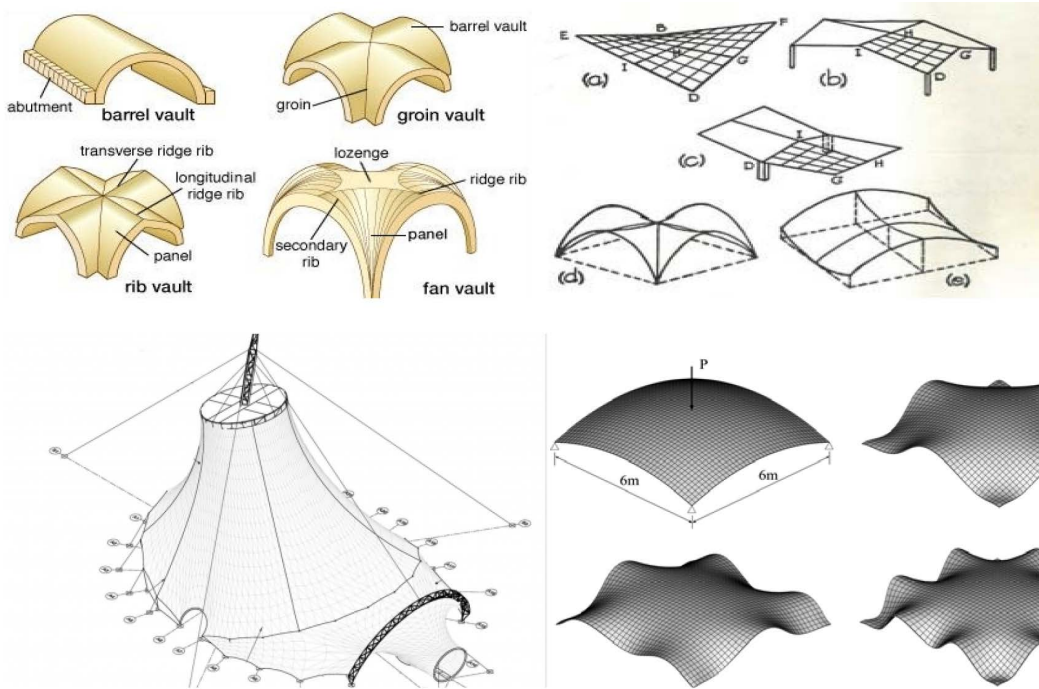 barrel vault
abutment
barrel vault
groin
groin vault
transverse ridge rib
longitudinal
ridge rib
panel
rib vault
lozenge
ridge rib
secondary
rib
panel
fan vault
E
B
F
H
I
G
D
(a)
H
I
G
D
(b)
I
D
H
G
(c)
(d)
(e)
P
6m
6m